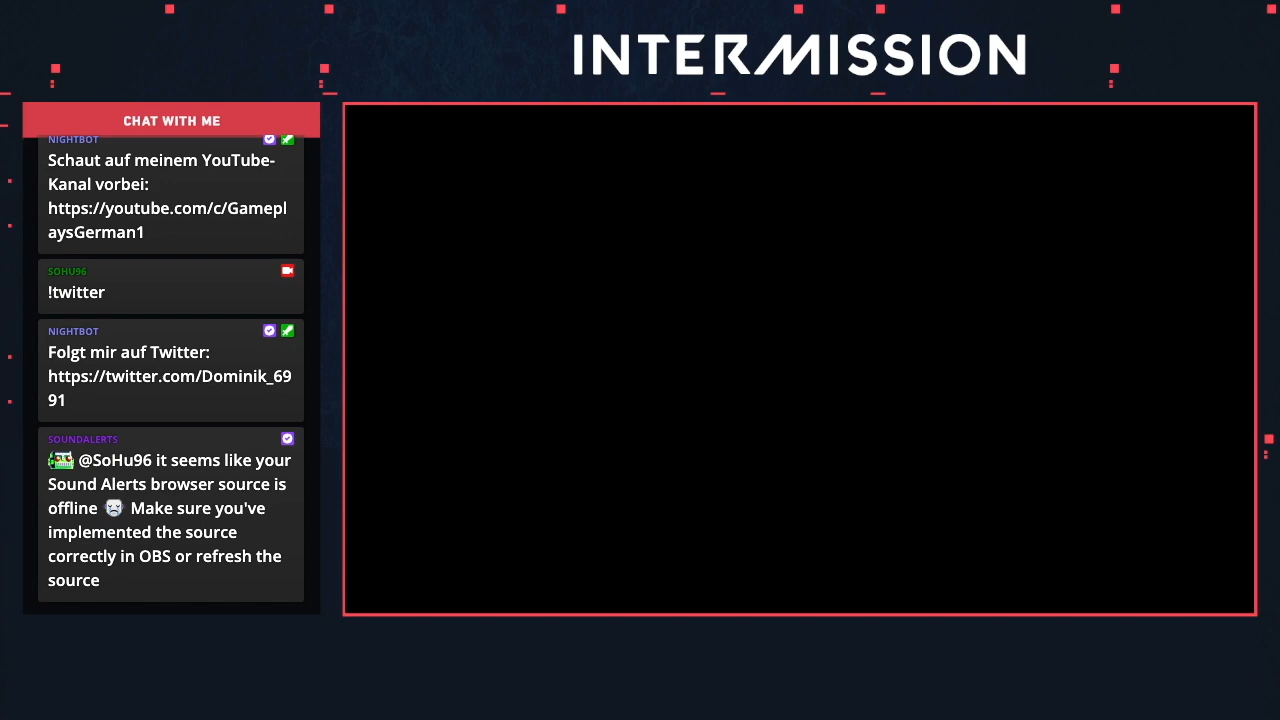 INTERMISSION
CHAT WITH ME
NIGHTBOT
Schaut auf meinem YouTube-
Kanal vorbei:
https://youtube.com/c/Gamepl
aysGerman1
SOHU96
!twitter
NIGHTBOT
Folgt mir auf Twitter:
https://twitter.com/Dominik_69
91
SOUNDALERTS
@SoHu96 it seems like your
Sound Alerts browser source is
offline Make sure you've
implemented the source
correctly in OBS or refresh the
source